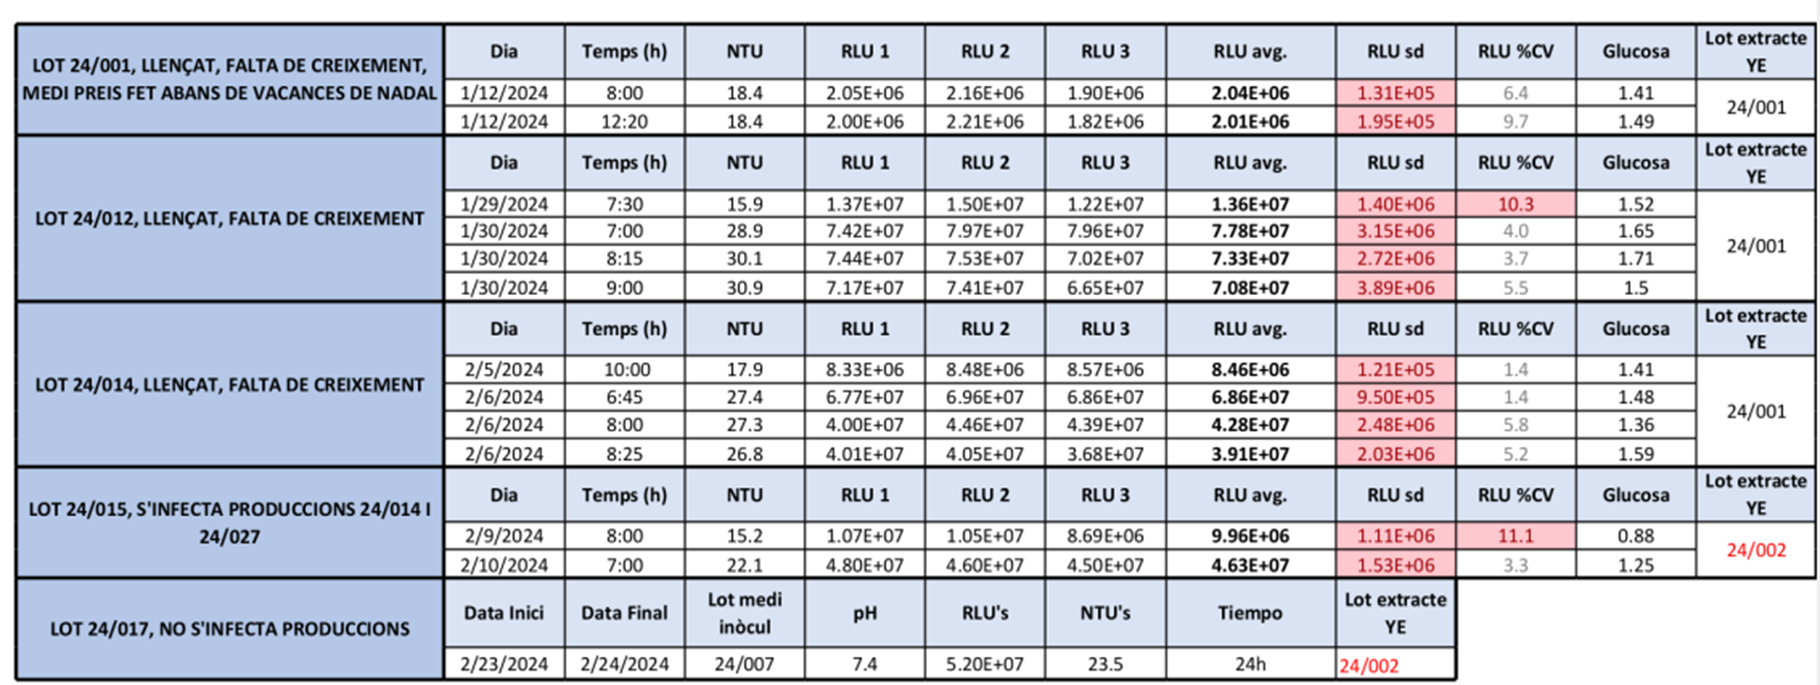 LOT 24/001, LLENÇAT, FALTA DE CREIXEMENT,
MEDI PREIS FET ABANS DE VACANCES DE NADAL
Dia Temps (h) NTU RLU 1 RLU 2 RLU 3 RLU avg. RLU sd RLU %CV Glucosa Lot extracte
YE
1/12/2024 8:00 18.4 2.05E+06 2.16E+06 1.90E+06 2.04E+06 1.31E+05 6.4 1.41
24/001
1/12/2024 12:20 18.4 2.00E+06 2.21E+06 1.82E+06 2.01E+06 1.95E+05 9.7 1.49
LOT 24/012, LLENÇAT, FALTA DE CREIXEMENT
Dia Temps (h) NTU RLU 1 RLU 2 RLU 3 RLU avg. RLU sd RLU %CV Glucosa Lot extracte
YE
1/29/2024 7:30 15.9 1.37E+07 1.50E+07 1.22E+07 1.36E+07 1.40E+06 10.3 1.52
1/30/2024 7:00 28.9 7.42E+07 7.97E+07 7.96E+07 7.78E+07 3.15E+06 4.0 1.65
24/001
1/30/2024 8:15 30.1 7.44E+07 7.53E+07 7.02E+07 7.33E+07 2.72E+06 3.7 1.71
1/30/2024 9:00 30.9 7.17E+07 7.41E+07 6.65E+07 7.08E+07 3.89E+06 5.5 1.5
LOT 24/014, LLENÇAT, FALTA DE CREIXEMENT
Dia Temps (h) NTU RLU 1 RLU 2 RLU 3 RLU avg. RLU sd RLU %CV Glucosa Lot extracte
YE
2/5/2024 10:00 17.9 8.33E+06 8.48E+06 8.57E+06 8.46E+06 1.21E+05 1.4 1.41
2/6/2024 6:45 27.4 6.77E+07 6.96E+07 6.86E+07 6.86E+07 9.50E+05 1.4 1.48
24/001
2/6/2024 8:00 27.3 4.00E+07 4.46E+07 4.39E+07 4.28E+07 2.48E+06 5.8 1.36
2/6/2024 8:25 26.8 4.01E+07 4.05E+07 3.68E+07 3.91E+07 2.03E+06 5.2 1.59
LOT 24/015, S'INFECTA PRODUCCIONS 24/014 I
24/027
Dia Temps (h) NTU RLU 1 RLU 2 RLU 3 RLU avg. RLU sd RLU %CV Glucosa Lot extracte
YE
2/9/2024 8:00 15.2 1.07E+07 1.05E+07 8.69E+06 9.96E+06 1.11E+06 11.1 0.88
24/002
2/10/2024 7:00 22.1 4.80E+07 4.60E+07 4.50E+07 4.63E+07 1.53E+06 3.3 1.25
LOT 24/017, NO S'INFECTA PRODUCCIONS
Data Inici Data Final Lot medi
inòcul pH RLU's NTU's Tiempo Lot extracte
YE
2/23/2024 2/24/2024 24/007 7.4 5.20E+07 23.5 24h 24/002